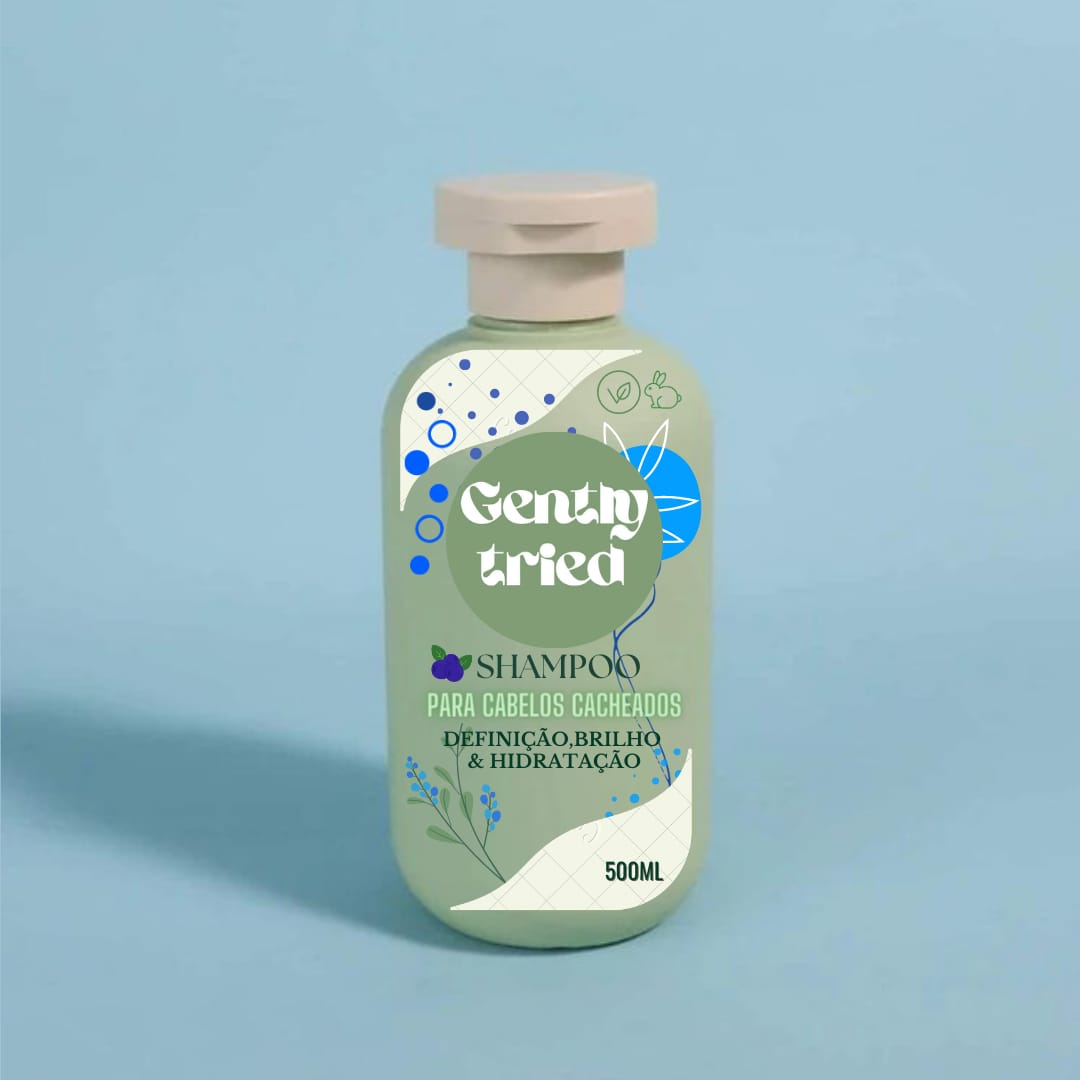 Gently
tried
SHAMPOO
PARA CABELOS CACHEADOS
DEFINIÇÃO,BRILHO
& HIDRATAÇÃO
500ML